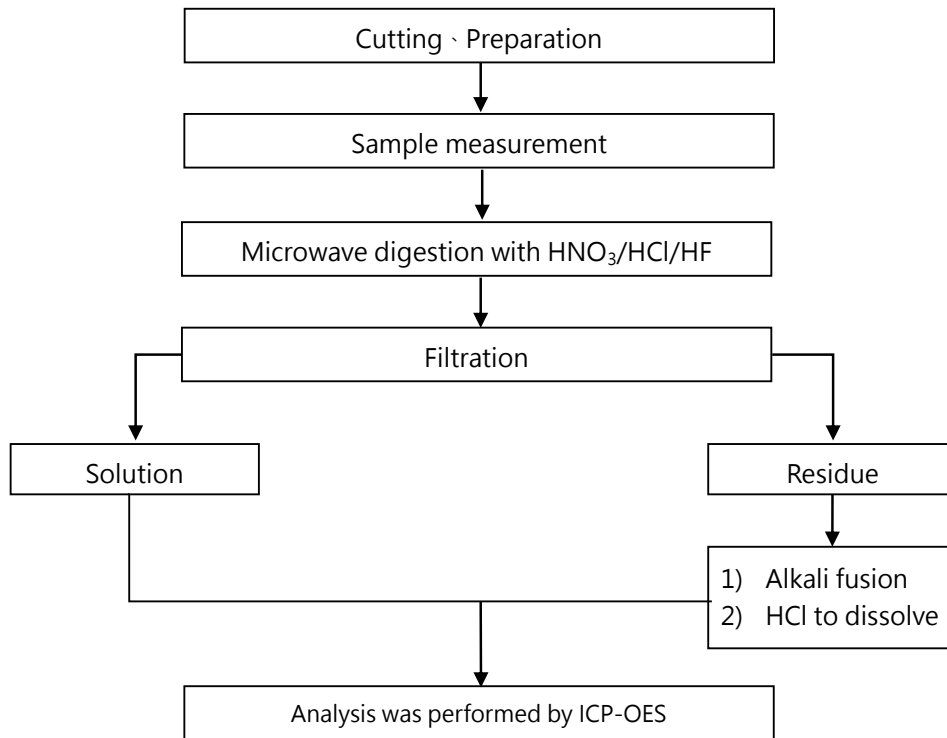 Cutting、Preparation
Sample measurement
Microwave digestion with HNO₃/HCl/HF
Filtration
Solution
Residue
1) Alkali fusion
2) HCl to dissolve
Analysis was performed by ICP-OES